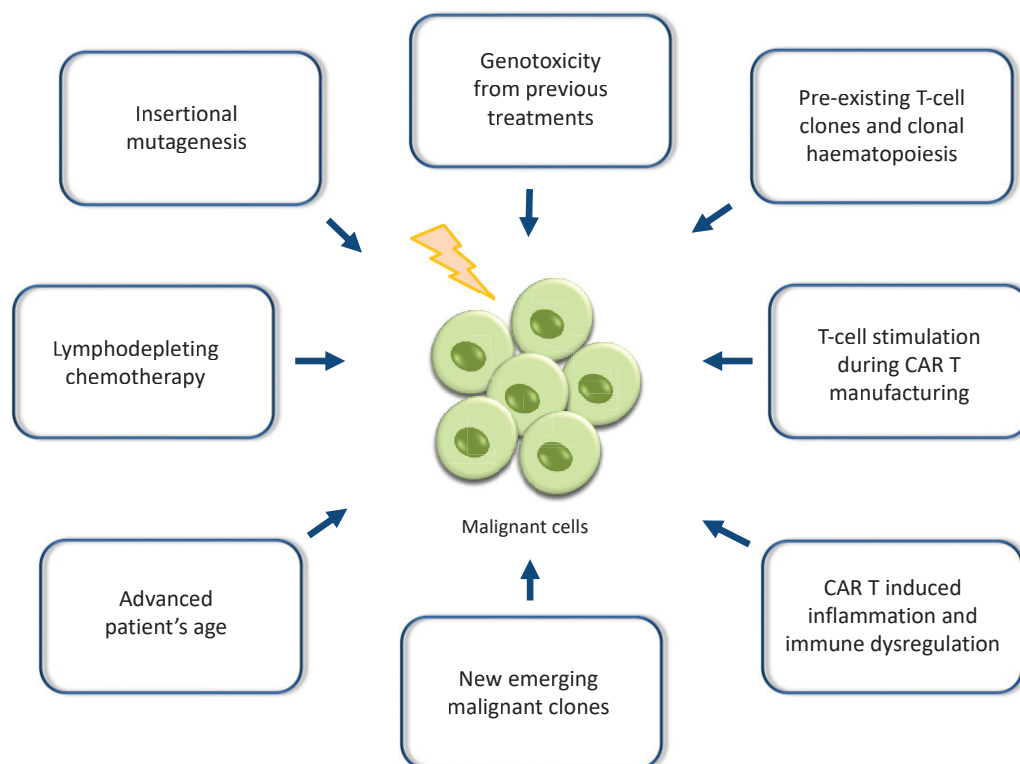 Genotoxicity
from previous
treatments
Insertional
mutagenesis
Pre-existing T-cell
clones and clonal
haematopoiesis
Lymphodepleting
chemotherapy
T-cell stimulation
during CAR T
manufacturing
Malignant cells
Advanced
patient’s age
CAR T induced
inflammation and
immune dysregulation
New emerging
malignant clones